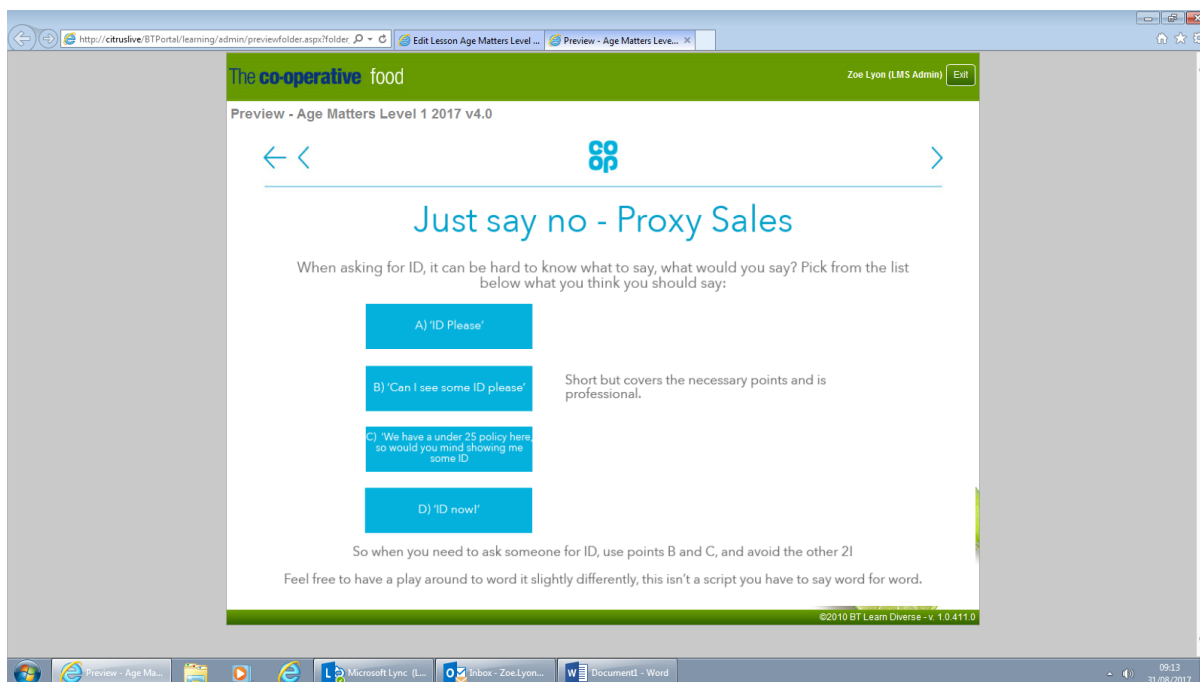 http://citruslive/BTPortal/learning/admin/previewfolder.aspx?folder
Edit Lesson Age Matters Level ...
Preview - Age Matters Leve...
The co-operative food
Zoe Lyon (LMS Admin)
Exit
Preview - Age Matters Level 1 2017 v4.0
CO
OP
Just say no - Proxy Sales
When asking for ID, it can be hard to know what to say, what would you say? Pick from the list
below what you think you should say:
A) 'ID Please'
B) 'Can I see some ID please'
Short but covers the necessary points and is
professional.
C) 'We have a under 25 policy here,
so would you mind showing me
some ID
D) 'ID now!'
So when you need to ask someone for ID, use points B and C, and avoid the other 2!
Feel free to have a play around to word it slightly differently, this isn't a script you have to say word for word.
©2010 BT Learn Diverse - v. 1.0.411.0
Preview - Age Ma...
Microsoft Lync (L...
Inbox - Zoe.Lyon...
Document1 - Word
09:13
31/08/2017